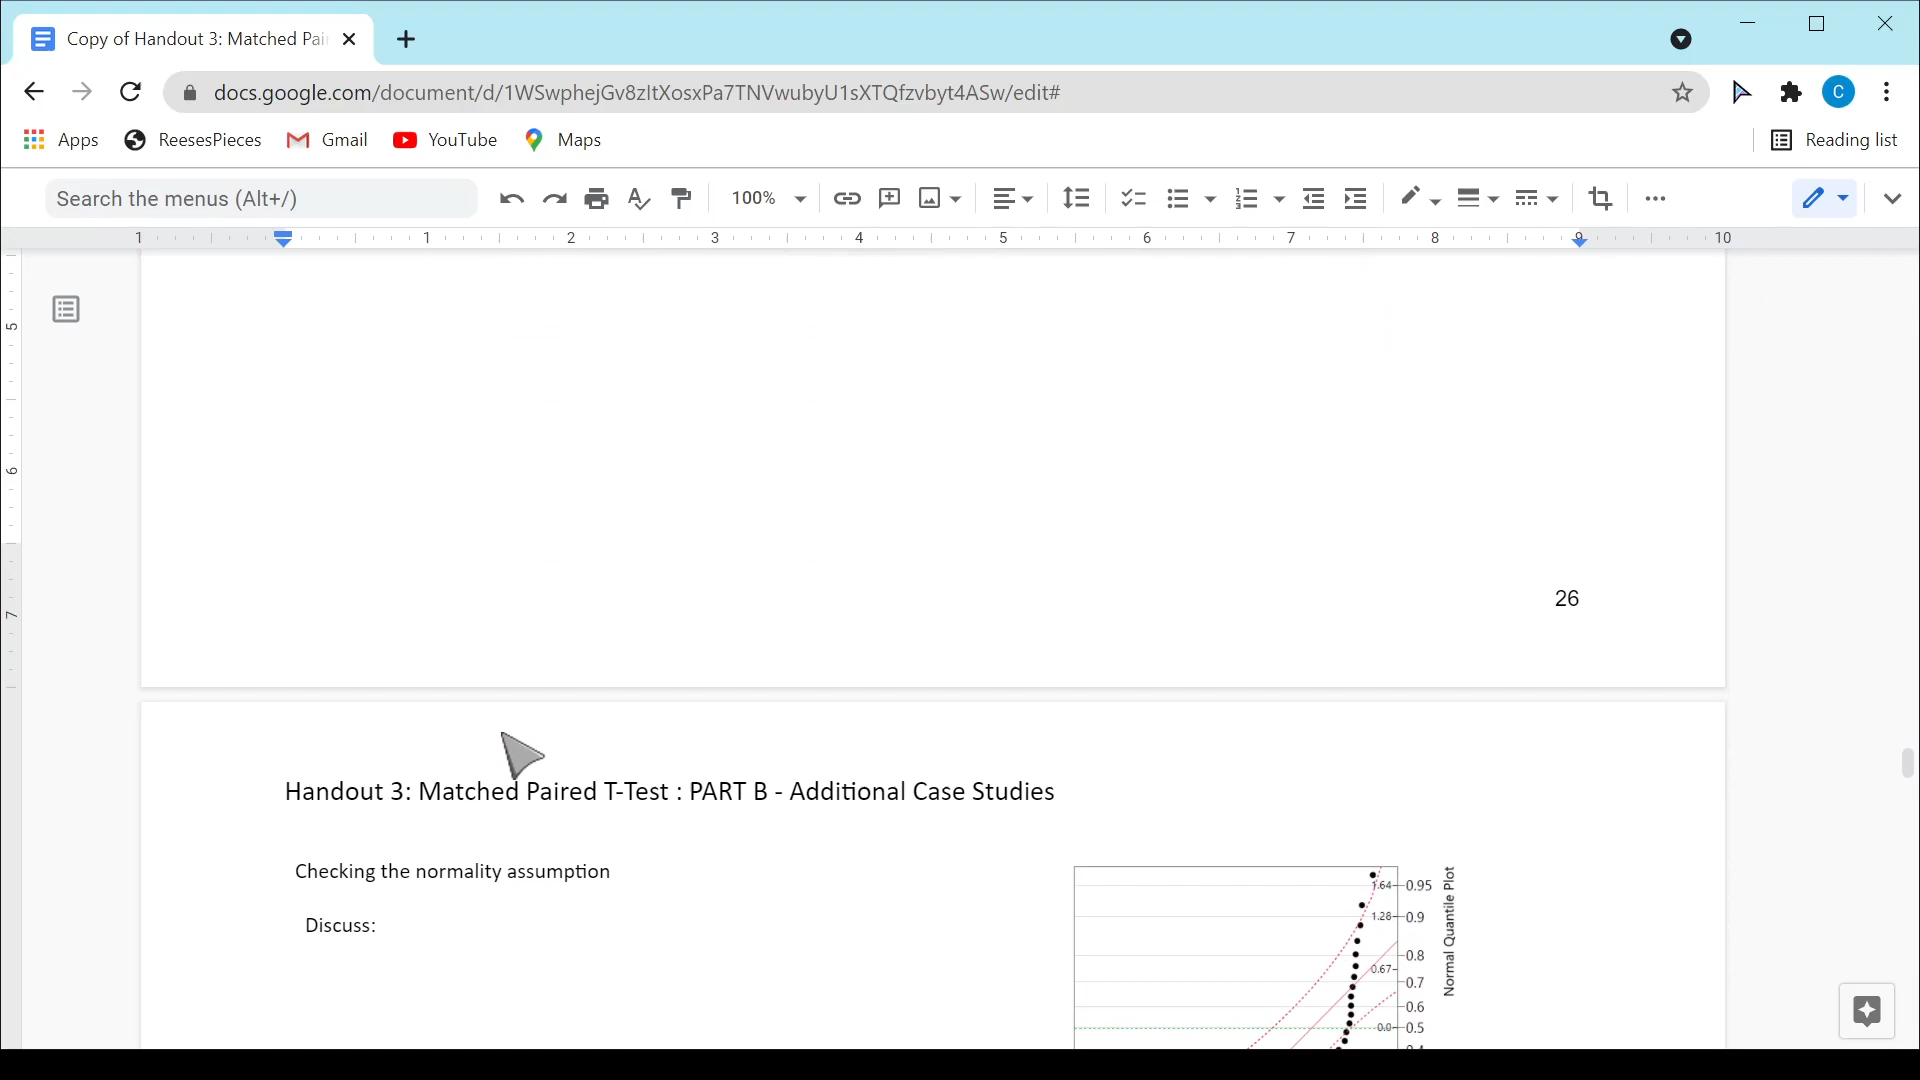 Copy of Handout 3: Matched Pai
docs.google.com/document/d/1WSwphejGv8zItXosxPa7TNVwubyU1sXTQfzvbyt4ASw/edit#
C
Apps ReesesPieces Gmail YouTube Maps Reading list
Search the menus (Alt+/) 100%
1 1 2 3 4 5 6 7 8 9 10
5
6
7
26
Handout 3: Matched Paired T-Test : PART B - Additional Case Studies
Checking the normality assumption
Discuss:
1.64 0.95
1.28 0.9
0.8
0.67 0.7
0.6
0.0 0.5
Normal Quantile Plot